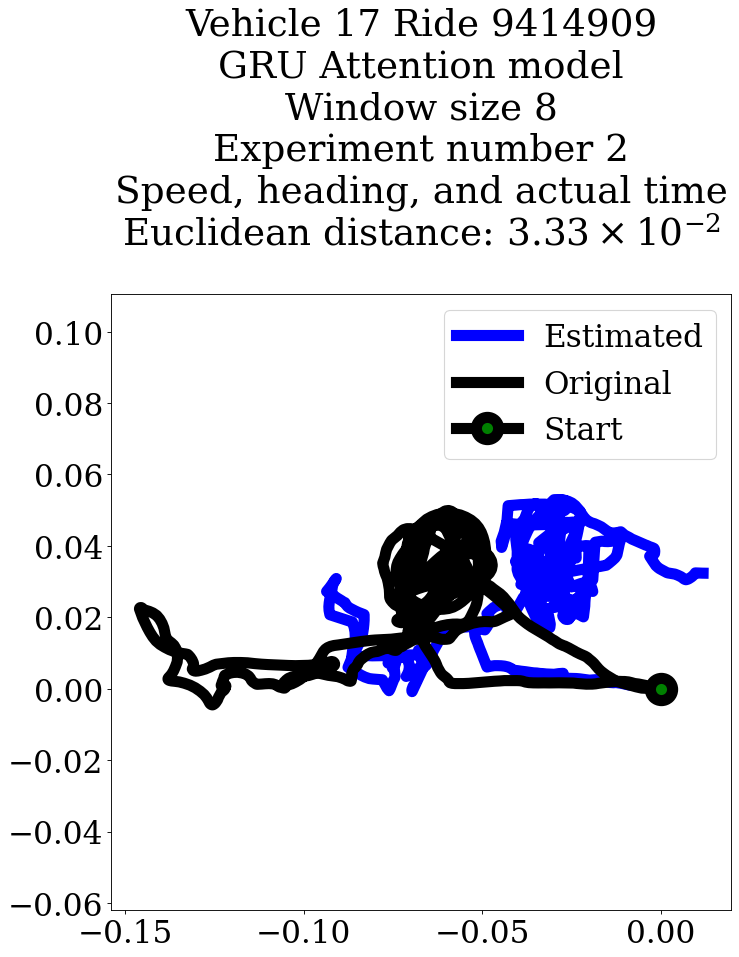 Vehicle 17 Ride 9414909
GRU Attention model
Window size 8
Experiment number 2
Speed, heading, and actual time
Euclidean distance: 3.33 × 10⁻²
Estimated
Original
Start
0.10
0.08
0.06
0.04
0.02
0.00
−0.02
−0.04
−0.06
−0.15
−0.10
−0.05
0.00